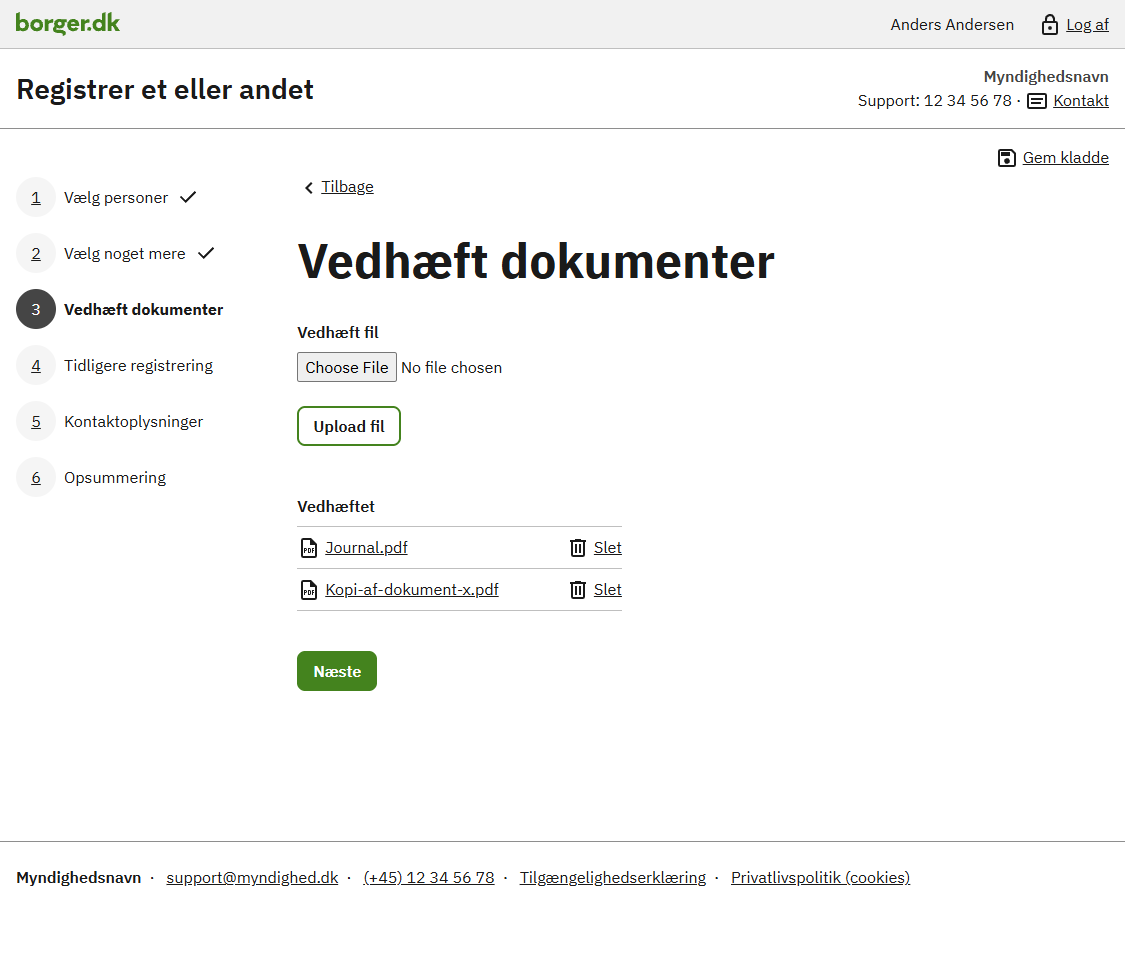 borger.dk
Anders Andersen
Log af
Registrer et eller andet
Myndighedsnavn
Support: 12 34 56 78 · Kontakt
Gem kladde
1 Vælg personer
2 Vælg noget mere
3 Vedhæft dokumenter
4 Tidligere registrering
5 Kontaktoplysninger
6 Opsummering
Tilbage
Vedhæft dokumenter
Vedhæft fil
Choose File No file chosen
Upload fil
Vedhæftet
PDF Journal.pdf Slet
PDF Kopi-af-dokument-x.pdf Slet
Næste
Myndighedsnavn · support@myndighed.dk · (+45) 12 34 56 78 · Tilgængelighedserklæring · Privatlivspolitik (cookies)